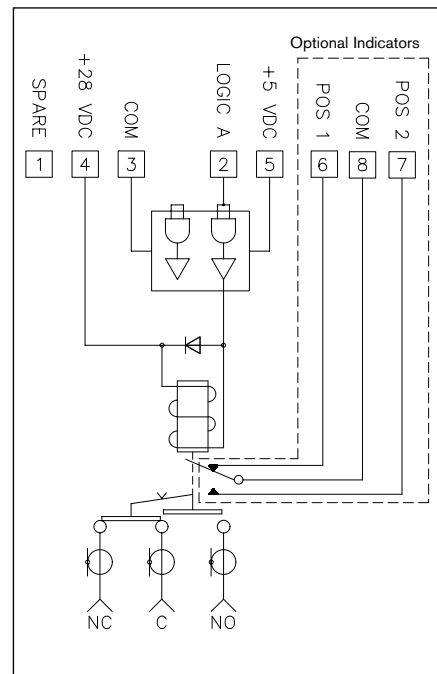 Optional Indicators
SPARE
+28 VDC
COM
LOGIC A
+5 VDC
POS 1
COM
POS 2
1
4
3
2
5
6
8
7
NC
C
NO